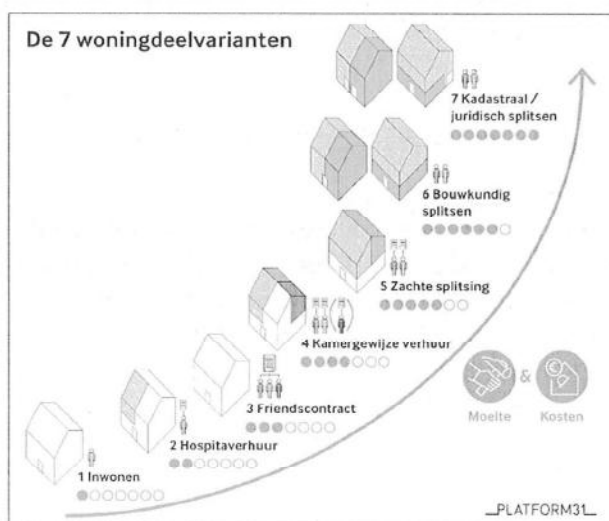 De 7 woningdeelvarianten
7 Kadastraal /
juridisch splitsen
6 Bouwkundig
splitsen
5 Zachte splitsing
4 Kamergewijze verhuur
3 Friendscontract
2 Hospitaverhuur
1 Inwonen
&
Moeite
Kosten
_PLATFORM31_